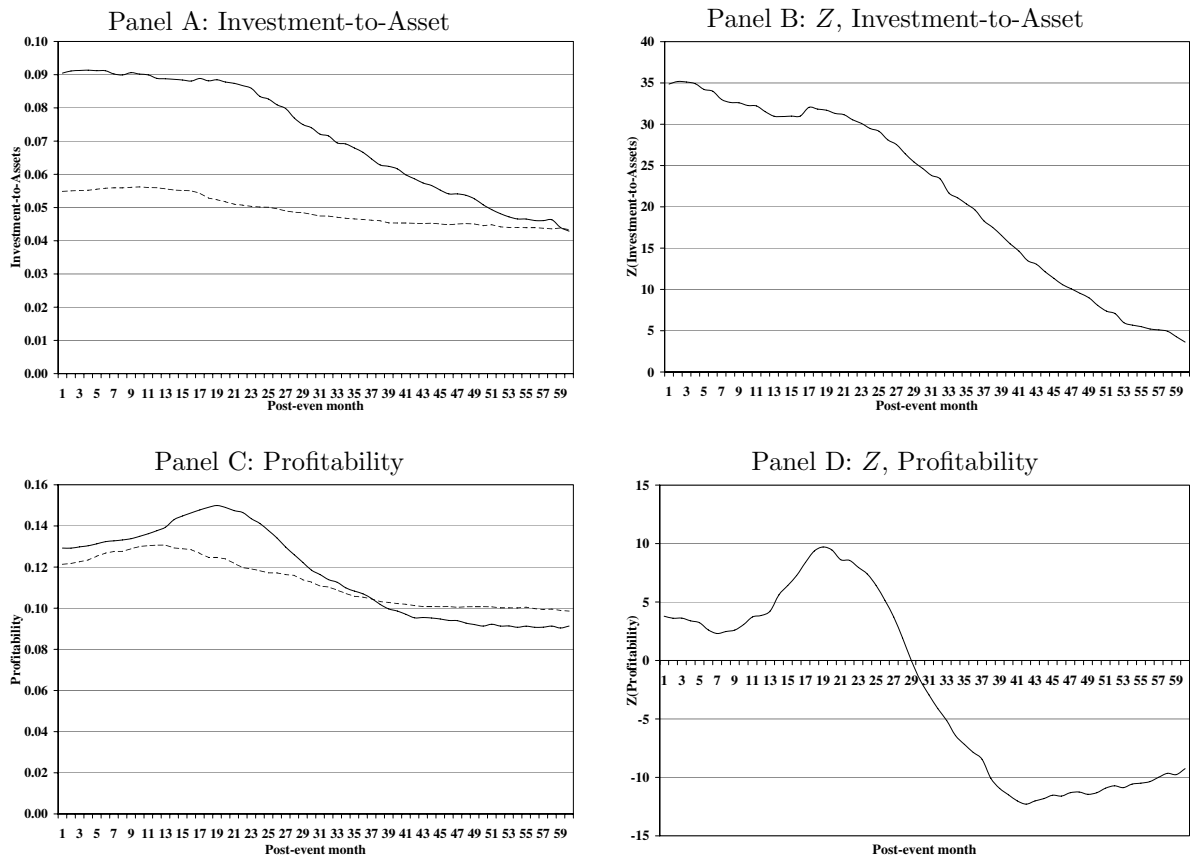 Panel A: Investment-to-Asset
0.10
0.09
0.08
0.07
0.06
0.05
0.04
0.03
0.02
0.01
0.00
Investment-to-Assets
1 3 5 7 9 11 13 15 17 19 21 23 25 27 29 31 33 35 37 39 41 43 45 47 49 51 53 55 57 59
Post-even month
Panel B: Z, Investment-to-Asset
40
35
30
25
20
15
10
5
0
Z(Investment-to-Assets)
1 3 5 7 9 11 13 15 17 19 21 23 25 27 29 31 33 35 37 39 41 43 45 47 49 51 53 55 57 59
Post-event month
Panel C: Profitability
0.16
0.14
0.12
0.10
0.08
0.06
0.04
0.02
0.00
Profitability
1 3 5 7 9 11 13 15 17 19 21 23 25 27 29 31 33 35 37 39 41 43 45 47 49 51 53 55 57 59
Post-event month
Panel D: Z, Profitability
15
10
5
0
-5
-10
-15
Z(Profitability)
1 3 5 7 9 11 13 15 17 19 21 23 25 27 29 31 33 35 37 39 41 43 45 47 49 51 53 55 57 59
Post-event month